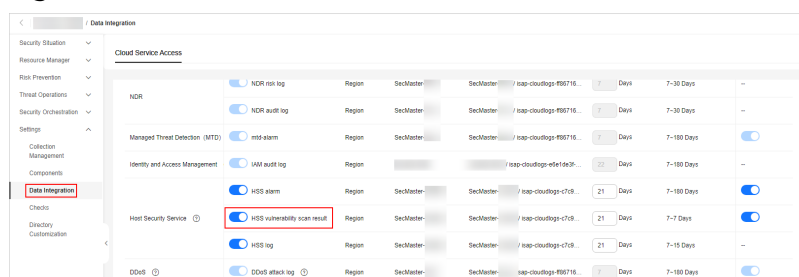 / Data Integration
Security Situation
Resource Manager
Risk Prevention
Threat Operations
Security Orchestration
Settings
Collection
Management
Components
Data Integration
Checks
Directory
Customization
Cloud Service Access
NDR
NDR risk log Region SecMaster- SecMaster- / isap-cloudlogs-ff86716... 7 Days 7~30 Days --
NDR audit log Region SecMaster- SecMaster- / isap-cloudlogs-ff86716... 7 Days 7~30 Days --
Managed Threat Detection (MTD) mtd-alarm Region SecMaster- SecMaster- / isap-cloudlogs-ff86716... 7 Days 7~180 Days
Identity and Access Management IAM audit log Region / isap-cloudlogs-e6e1de3f-... 22 Days 7~180 Days --
HSS alarm Region SecMaster- SecMaster- / isap-cloudlogs-c7c9... 21 Days 7~180 Days
Host Security Service HSS vulnerability scan result Region SecMaster- SecMaster- / isap-cloudlogs-c7c9... 21 Days 7~7 Days
HSS log Region SecMaster- SecMaster- / isap-cloudlogs-c7c9... 21 Days 7~15 Days --
DDoS DDoS attack log Region SecMaster- SecMaster- sap-cloudlogs-ff86716... 7 Days 7~180 Days